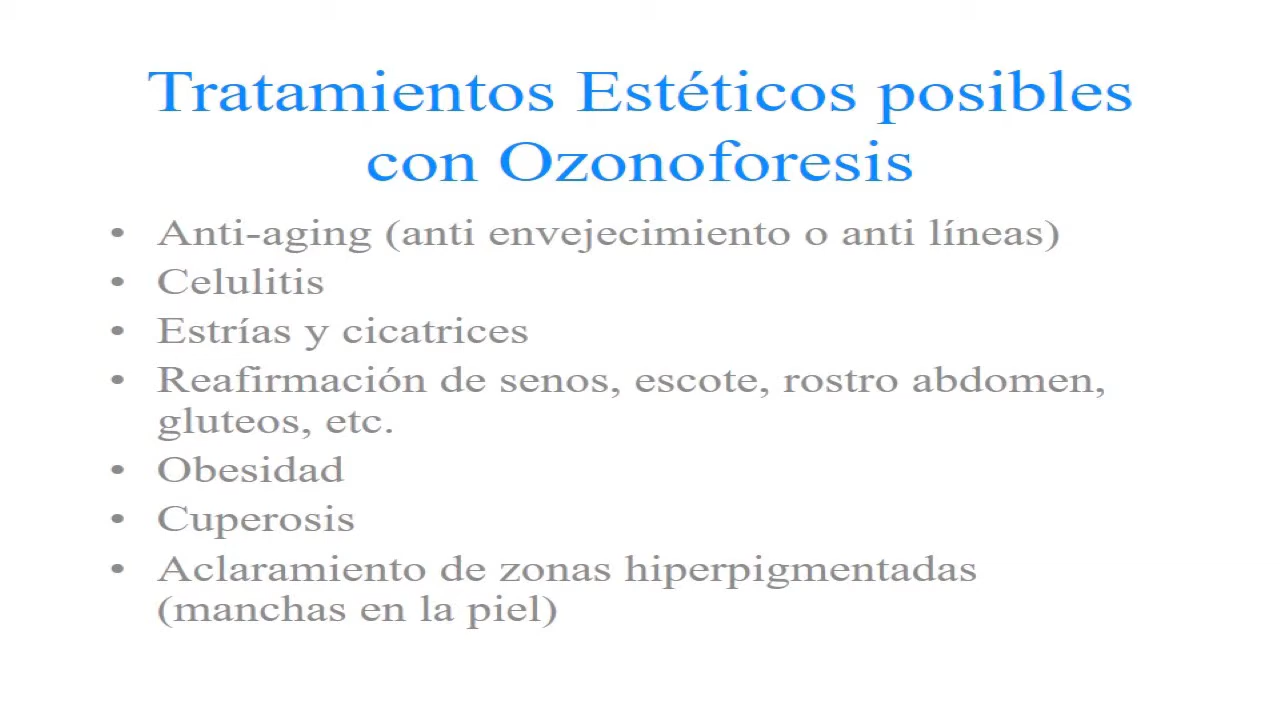 Tratamientos Estéticos posibles
con Ozonoforesis
• Anti-aging (anti envejecimiento o anti líneas)
• Celulitis
• Estrías y cicatrices
• Reafirmación de senos, escote, rostro abdomen,
gluteos, etc.
• Obesidad
• Cuperosis
• Aclaramiento de zonas hiperpigmentadas
(manchas en la piel)